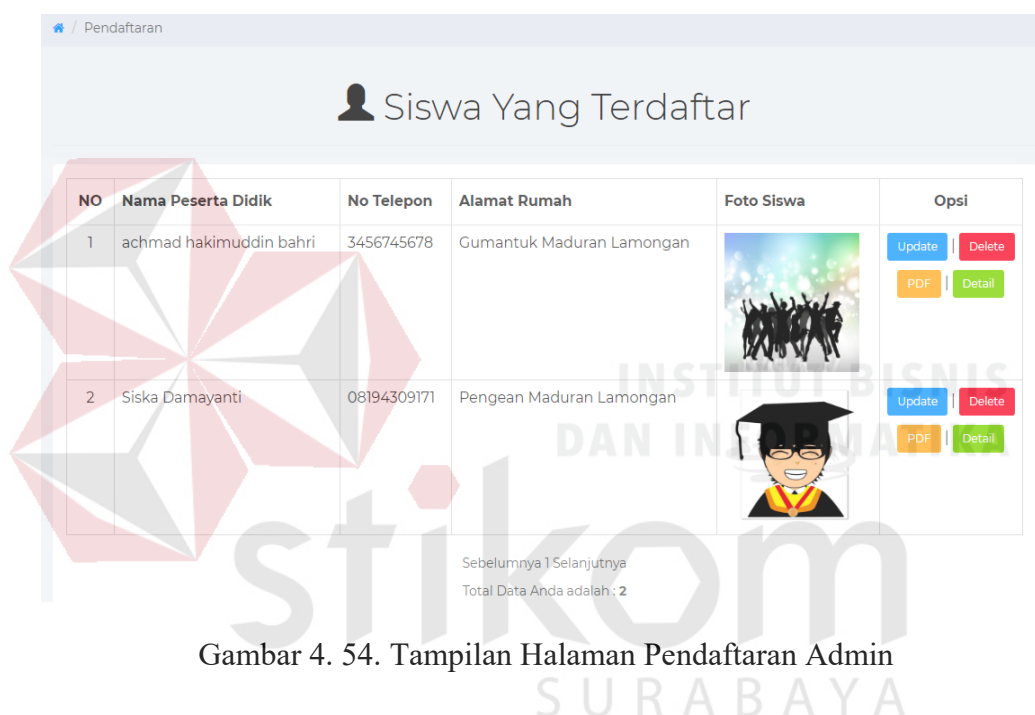 / Pendaftaran
Siswa Yang Terdaftar
NO Nama Peserta Didik No Telepon Alamat Rumah Foto Siswa Opsi
1 achmad hakimuddin bahri 3456745678 Gumantuk Maduran Lamongan Update | Delete
PDF | Detail
2 Siska Damayanti 08194309171 Pengean Maduran Lamongan Update | Delete
PDF | Detail
INSTITUT BISNIS
DAN INFORMATIKA
stikom
Sebelumnya 1 Selanjutnya
Total Data Anda adalah : 2
Gambar 4. 54. Tampilan Halaman Pendaftaran Admin
SURABAYA